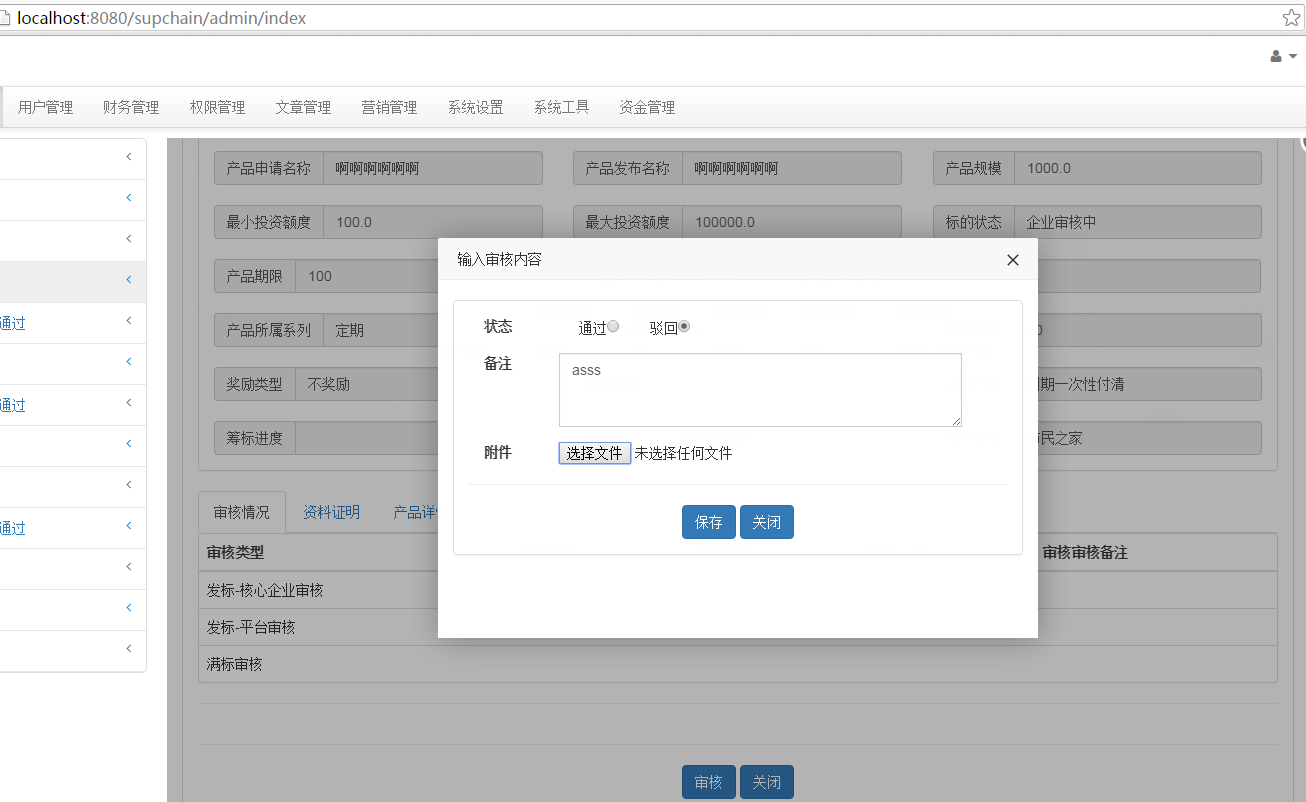 localhost:8080/supchain/admin/index
用户管理 财务管理 权限管理 文章管理 营销管理 系统设置 系统工具 资金管理
产品申请名称 啊啊啊啊啊啊 产品发布名称 啊啊啊啊啊啊 产品规模 1000.0
最小投资额度 100.0 最大投资额度 100000.0 标的状态 企业审核中
输入审核内容
产品期限 100
状态 通过 驳回
产品所属系列 定期
备注 asss
奖励类型 不奖励 期一次性付清
筹标进度 民之家
附件 选择文件 未选择任何文件
通过
通过
通过
保存 关闭
审核情况 资料证明 产品详
审核类型 审核审核备注
发标-核心企业审核
发标-平台审核
满标审核
审核 关闭